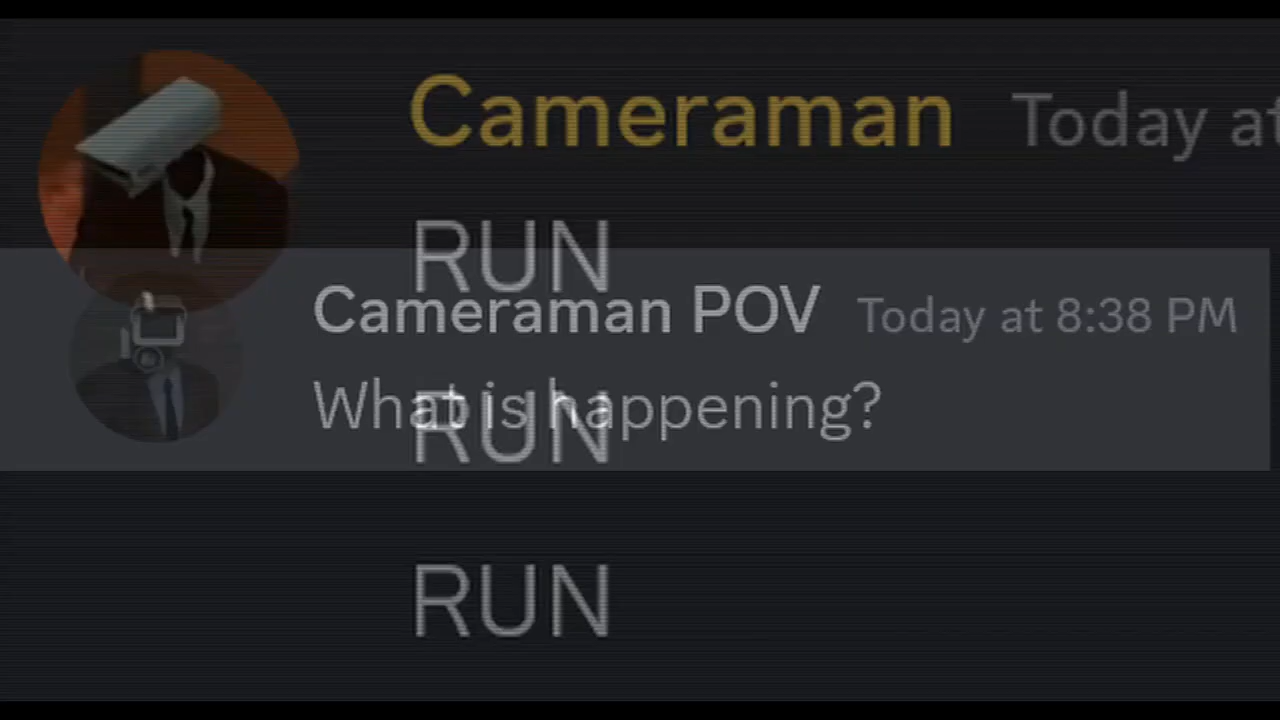 Cameraman Today at
RUN
Cameraman POV Today at 8:38 PM
What is happening?
RUN
RUN